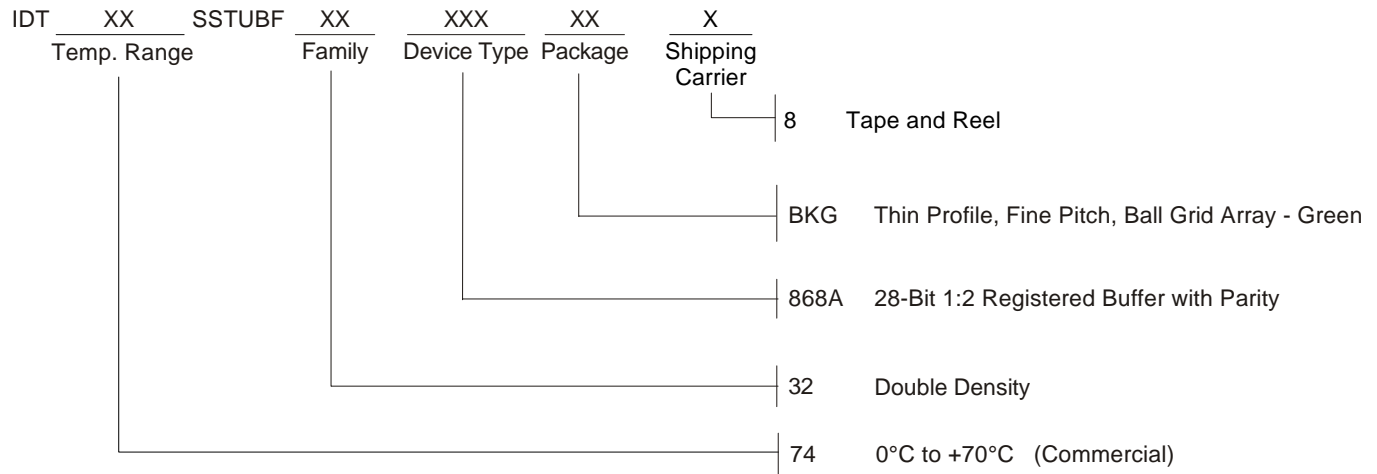 IDT XX SSTUBF XX XXX XX X
Temp. Range Family Device Type Package Shipping
Carrier
8 Tape and Reel
BKG Thin Profile, Fine Pitch, Ball Grid Array - Green
868A 28-Bit 1:2 Registered Buffer with Parity
32 Double Density
74 0°C to +70°C (Commercial)